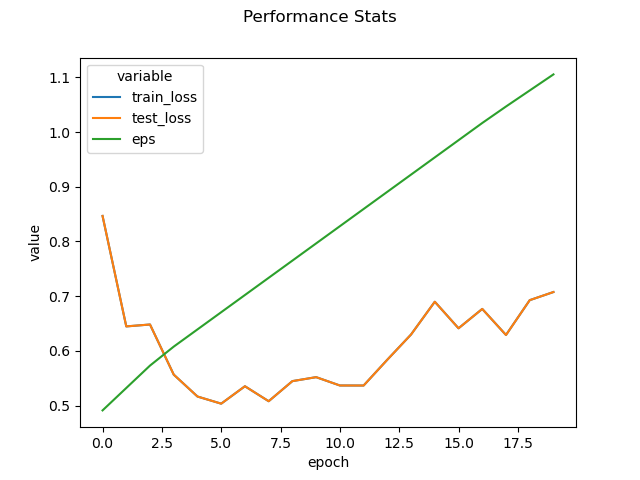 Performance Stats
variable
train_loss
test_loss
eps
1.1
1.0
0.9
0.8
0.7
0.6
0.5
value
0.0 2.5 5.0 7.5 10.0 12.5 15.0 17.5
epoch